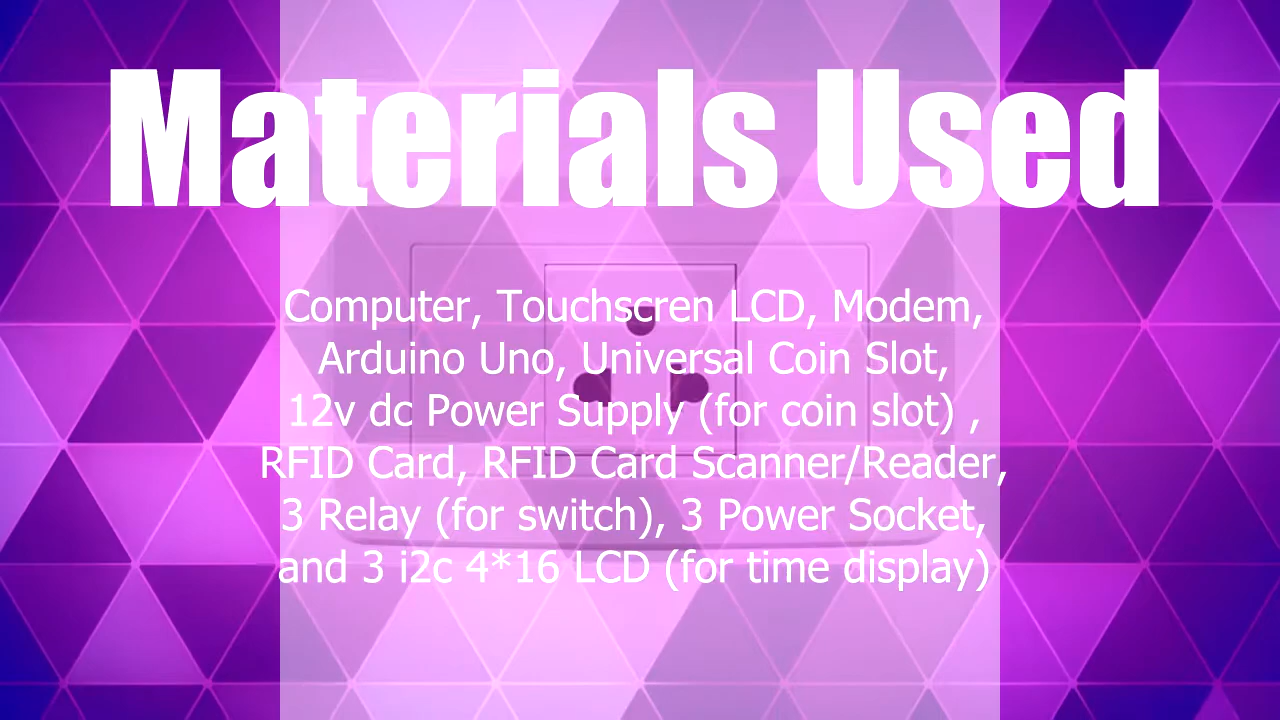 Materials Used
Computer, Touchscren LCD, Modem,
Arduino Uno, Universal Coin Slot,
12v dc Power Supply (for coin slot) ,
RFID Card, RFID Card Scanner/Reader,
3 Relay (for switch), 3 Power Socket,
and 3 i2c 4*16 LCD (for time display)